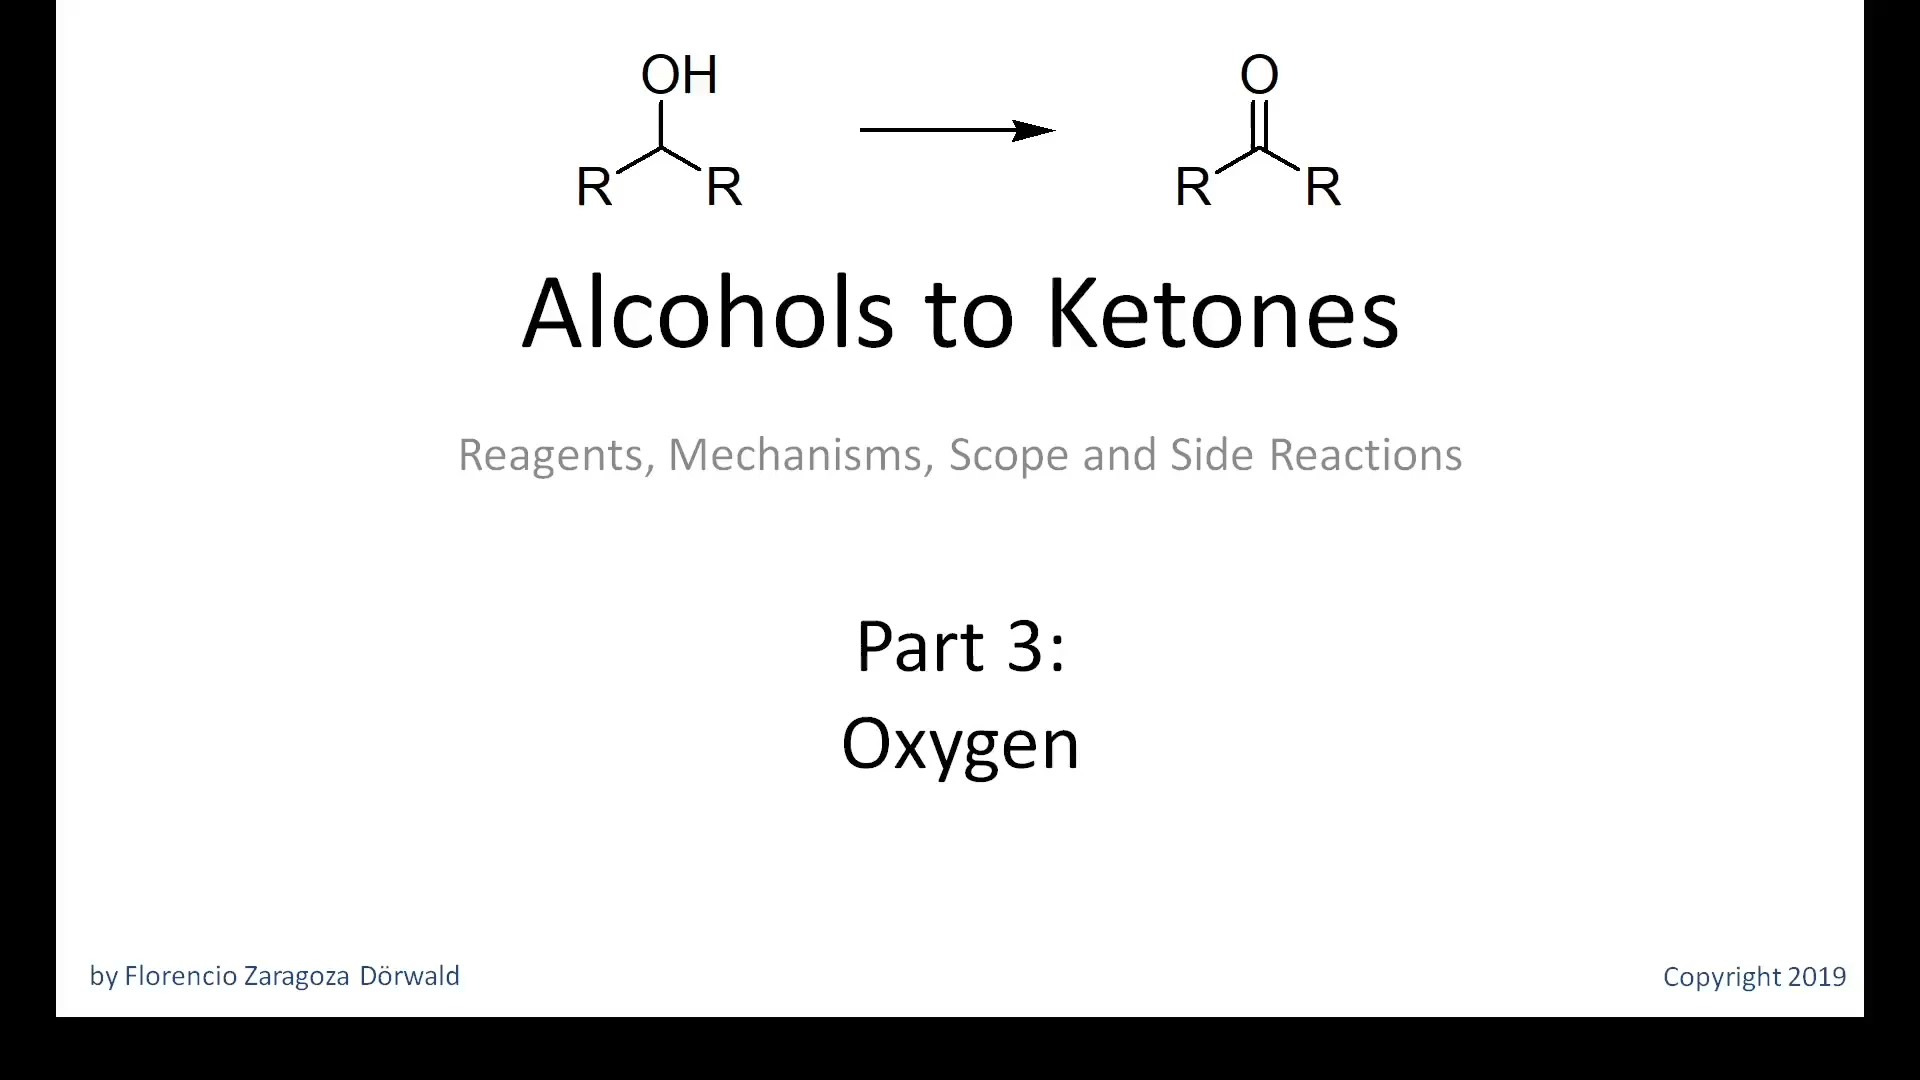 OH O
R R R R
Alcohols to Ketones
Reagents, Mechanisms, Scope and Side Reactions
Part 3:
Oxygen
by Florencio Zaragoza Dörwald
Copyright 2019